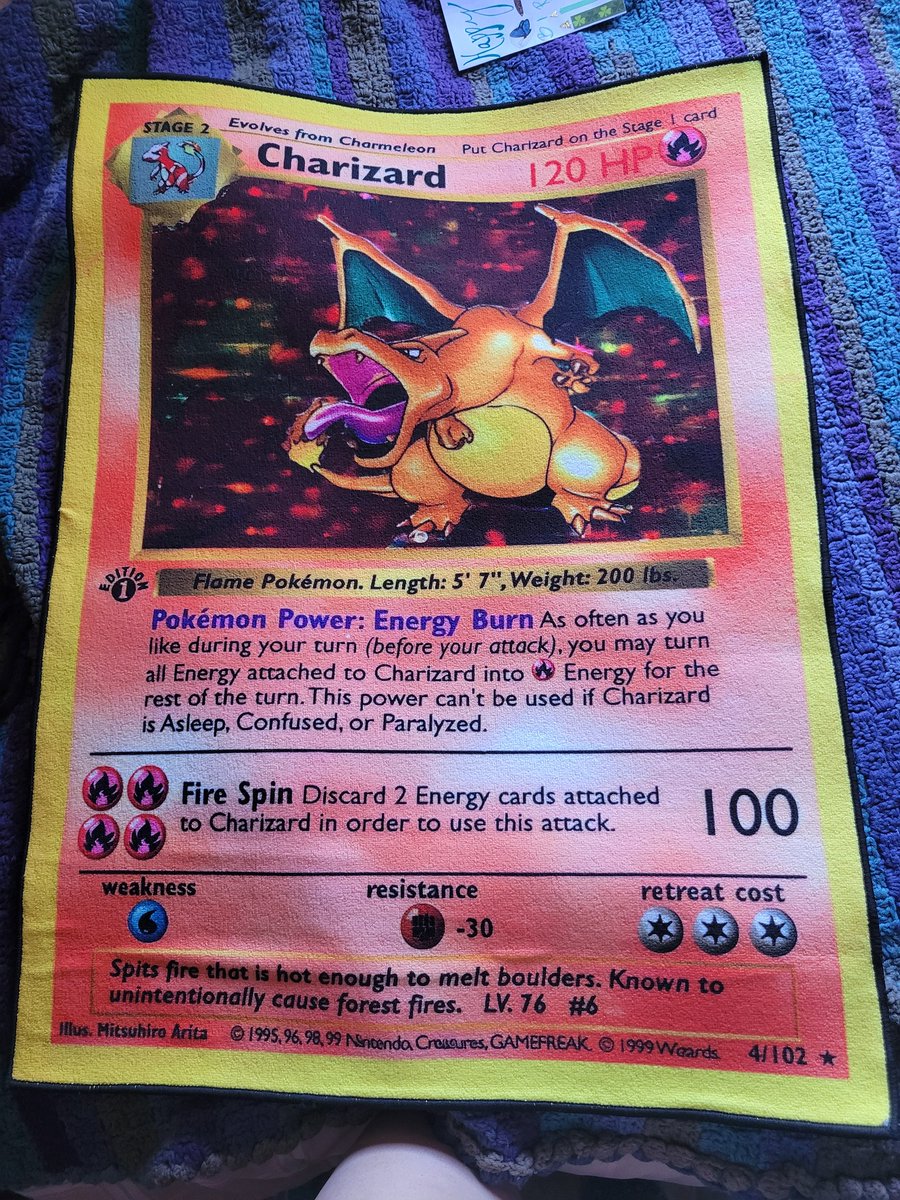 STAGE 2
Evolves from Charmeleon
Put Charizard on the Stage 1 card
Charizard
120 HP
EDITION
1
Flame Pokémon. Length: 5' 7", Weight: 200 lbs.
Pokémon Power: Energy Burn As often as you
like during your turn (before your attack), you may turn
all Energy attached to Charizard into Energy for the
rest of the turn. This power can't be used if Charizard
is Asleep, Confused, or Paralyzed.
Fire Spin Discard 2 Energy cards attached
to Charizard in order to use this attack.
100
weakness
resistance
retreat cost
-30
Spits fire that is hot enough to melt boulders. Known to
unintentionally cause forest fires. LV. 76 #6
Illus. Mitsuhiro Arita
© 1995, 96, 98, 99 Nintendo, Creatures, GAMEFREAK. © 1999 Wizards.
4/102 ★